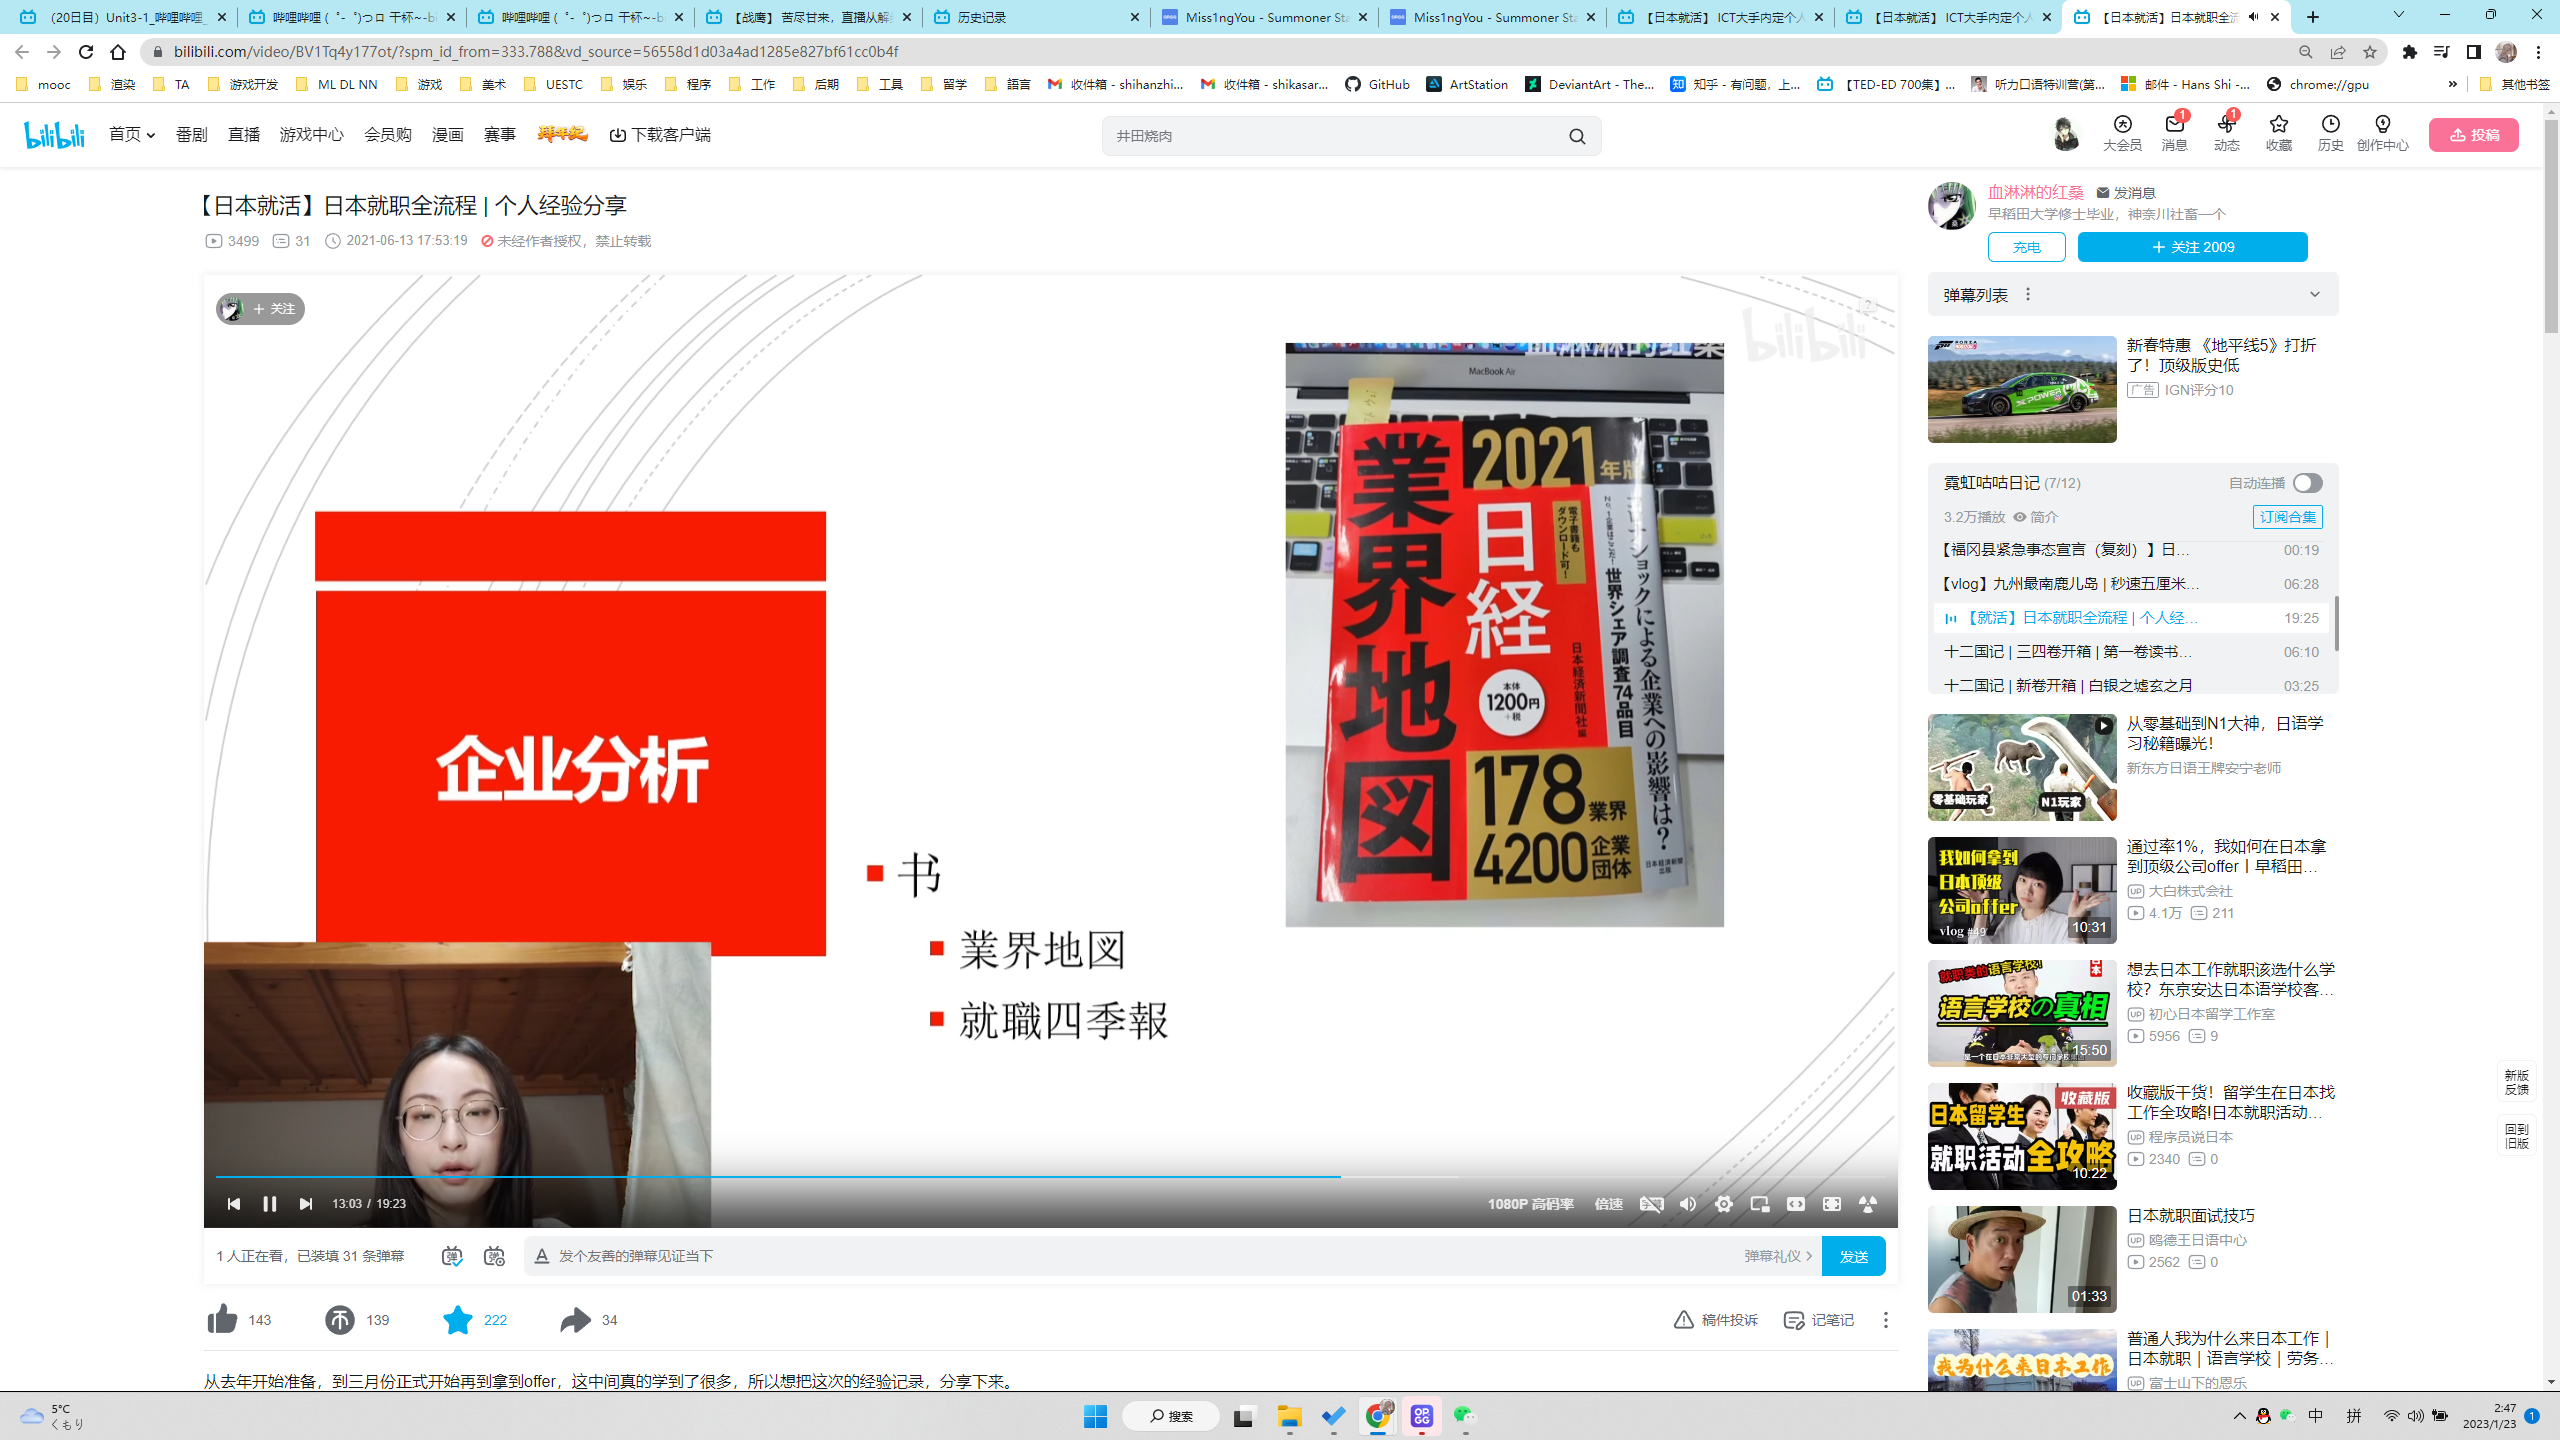 (20日目) Unit3-1_哔哩哔哩_
哔哩哔哩 (゜-゜)つロ 干杯~-bi
哔哩哔哩 (゜-゜)つロ 干杯~-bi
【战鹰】苦尽甘来，直播从解
历史记录
Miss1ngYou - Summoner Sta
Miss1ngYou - Summoner Sta
【日本就活】ICT大手内定个人
【日本就活】ICT大手内定个人
【日本就活】日本就职全流
bilibili.com/video/BV1Tq4y177ot/?spm_id_from=333.788&vd_source=56558d1d03a4ad1285e827bf61cc0b4f
mooc
渲染
TA
游戏开发
ML DL NN
游戏
美术
UESTC
娱乐
程序
工作
后期
工具
留学
語言
收件箱 - shihanzhi...
收件箱 - shikasar...
GitHub
ArtStation
DeviantArt - The...
知乎 - 有问题，上...
【TED-ED 700集】...
听力口语特训营(第...
邮件 - Hans Shi -...
chrome://gpu
»
其他书签
bilibili
首页
番剧
直播
游戏中心
会员购
漫画
赛事
拜年纪
下载客户端
井田烧肉
大会员
1
消息
1
动态
收藏
历史
创作中心
投稿
【日本就活】日本就职全流程 | 个人经验分享
3499
31
2021-06-13 17:53:19
未经作者授权，禁止转载
血淋淋的红桑
发消息
早稻田大学修士毕业，神奈川社畜一个
充电
+ 关注 2009
弹幕列表
+ 关注
bilibili
血淋淋的红桑
MacBook Air
2021年版
業界地図
日経
電子書籍も
ダウンロード可！
本体
1200円
+税
世界シェア調査74品目
コロナショックによる企業への影響は？
日本経済新聞社 編
178業界
4200企業団体
日本経済新聞出版
企业分析
书
業界地図
就職四季報
13:03 / 19:23
1080P 高码率
倍速
1 人正在看，已装填 31 条弹幕
发个友善的弹幕见证当下
弹幕礼仪 >
发送
143
139
222
34
稿件投诉
记笔记
从去年开始准备，到三月份正式开始再到拿到offer，这中间真的学到了很多，所以想把这次的经验记录，分享下来。
新春特惠 《地平线5》打折了！顶级版史低
广告 IGN评分10
霓虹咕咕日记 (7/12)
自动连播
3.2万播放
简介
订阅合集
【福冈县紧急事态宣言（复刻）】日...
00:19
【vlog】九州最南鹿儿岛 | 秒速五厘米...
06:28
【就活】日本就职全流程 | 个人经...
19:25
十二国记 | 三四卷开箱 | 第一卷读书...
06:10
十二国记 | 新卷开箱 | 白银之墟玄之月
03:25
零基础玩家
N1玩家
从零基础到N1大神，日语学习秘籍曝光！
新东方日语王牌安宁老师
我如何拿到
日本顶级
公司offer
vlog #49
10:31
通过率1%，我如何在日本拿到顶级公司offer丨早稻田...
大白株式会社
4.1万
211
就职类的语言学校!
语言学校の真相
15:50
想去日本工作就职该选什么学校？东京安达日本语学校客...
初心日本留学工作室
5956
9
收藏版
日本留学生
就职活动全攻略
10:22
收藏版干货！留学生在日本找工作全攻略!日本就职活动...
程序员说日本
2340
0
01:33
日本就职面试技巧
鸥德王日语中心
2562
0
我为什么来日本工作
普通人我为什么来日本工作｜日本就职｜语言学校｜劳务...
富士山下的恩乐
新版反馈
回到旧版
5°C
くもり
搜索
中
拼
2:47
2023/1/23
1